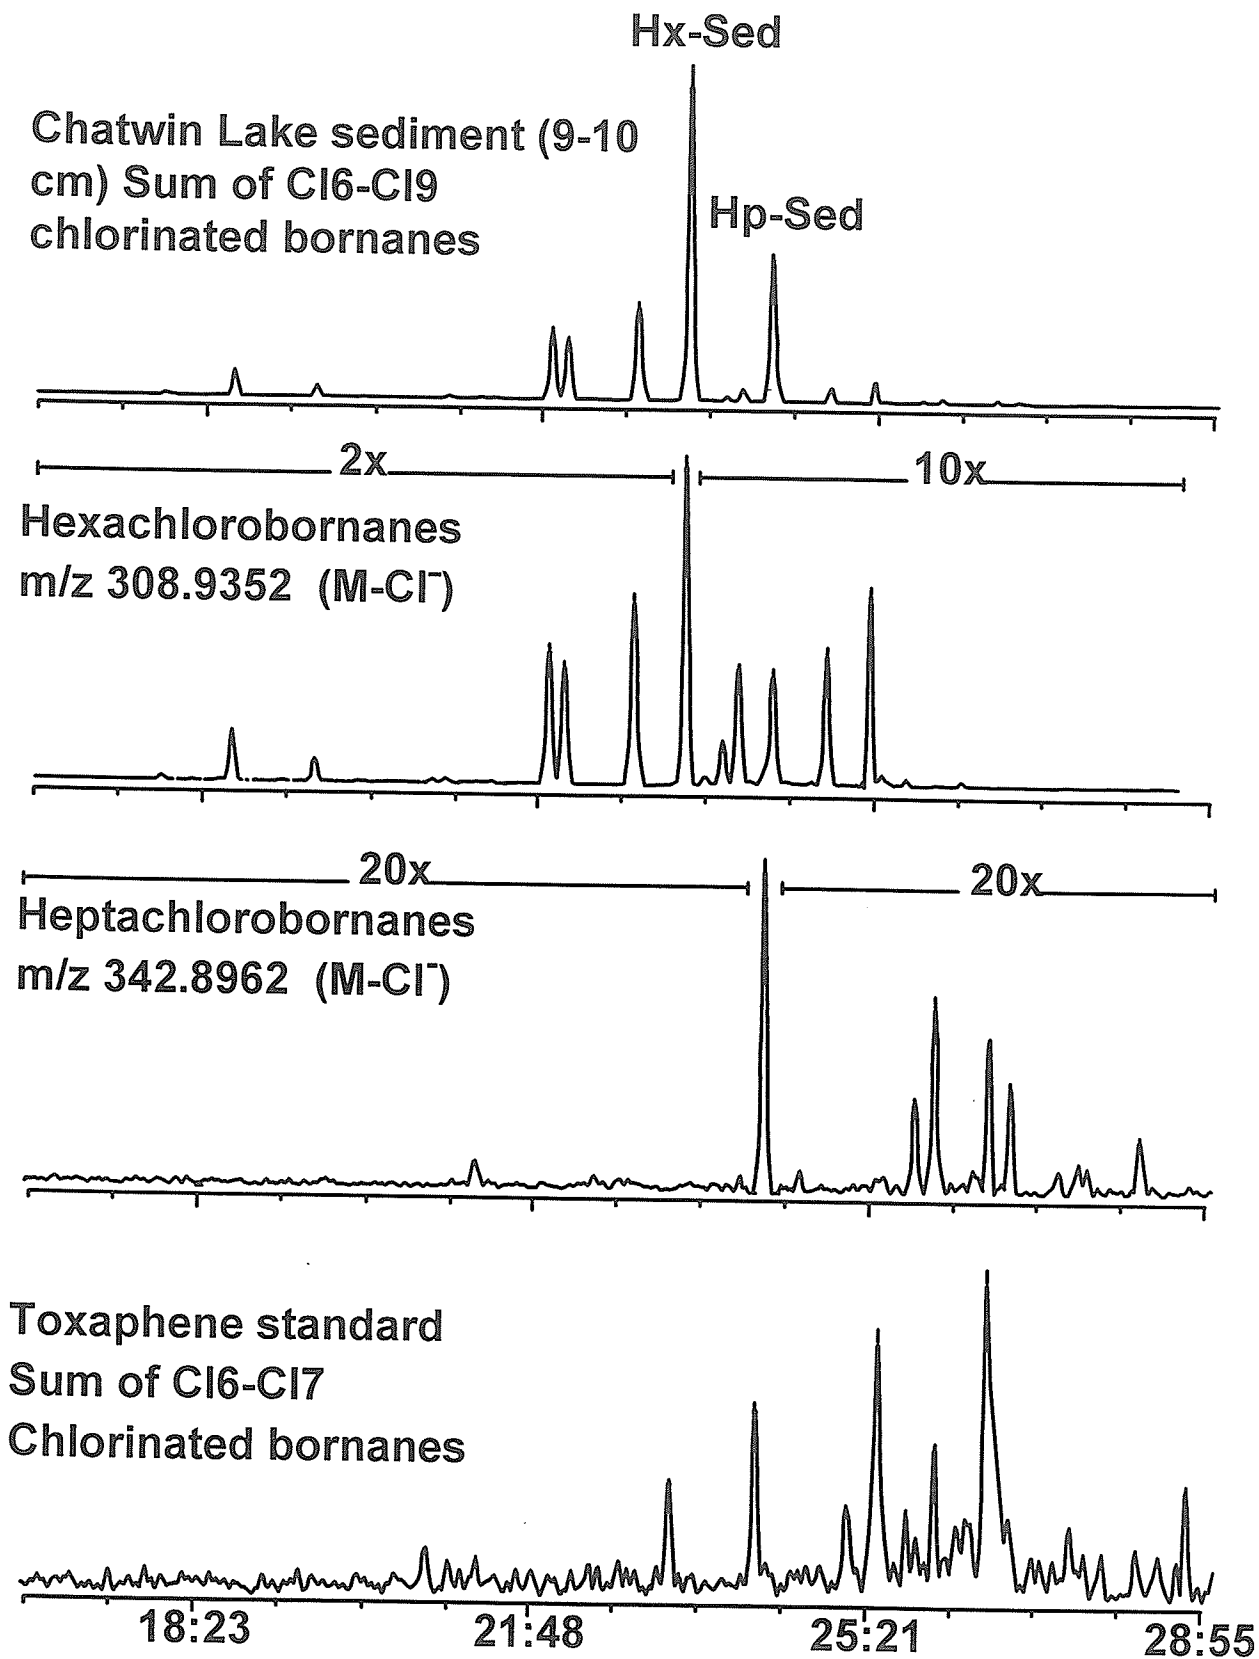 Hx-Sed
Chatwin Lake sediment (9-10
cm) Sum of Cl6-Cl9
chlorinated bornanes
Hp-Sed
2x
10x
Hexachlorobornanes
m/z 308.9352 (M-Cl⁻)
20x
20x
Heptachlorobornanes
m/z 342.8962 (M-Cl⁻)
Toxaphene standard
Sum of Cl6-Cl7
Chlorinated bornanes
18:23
21:48
25:21
28:55